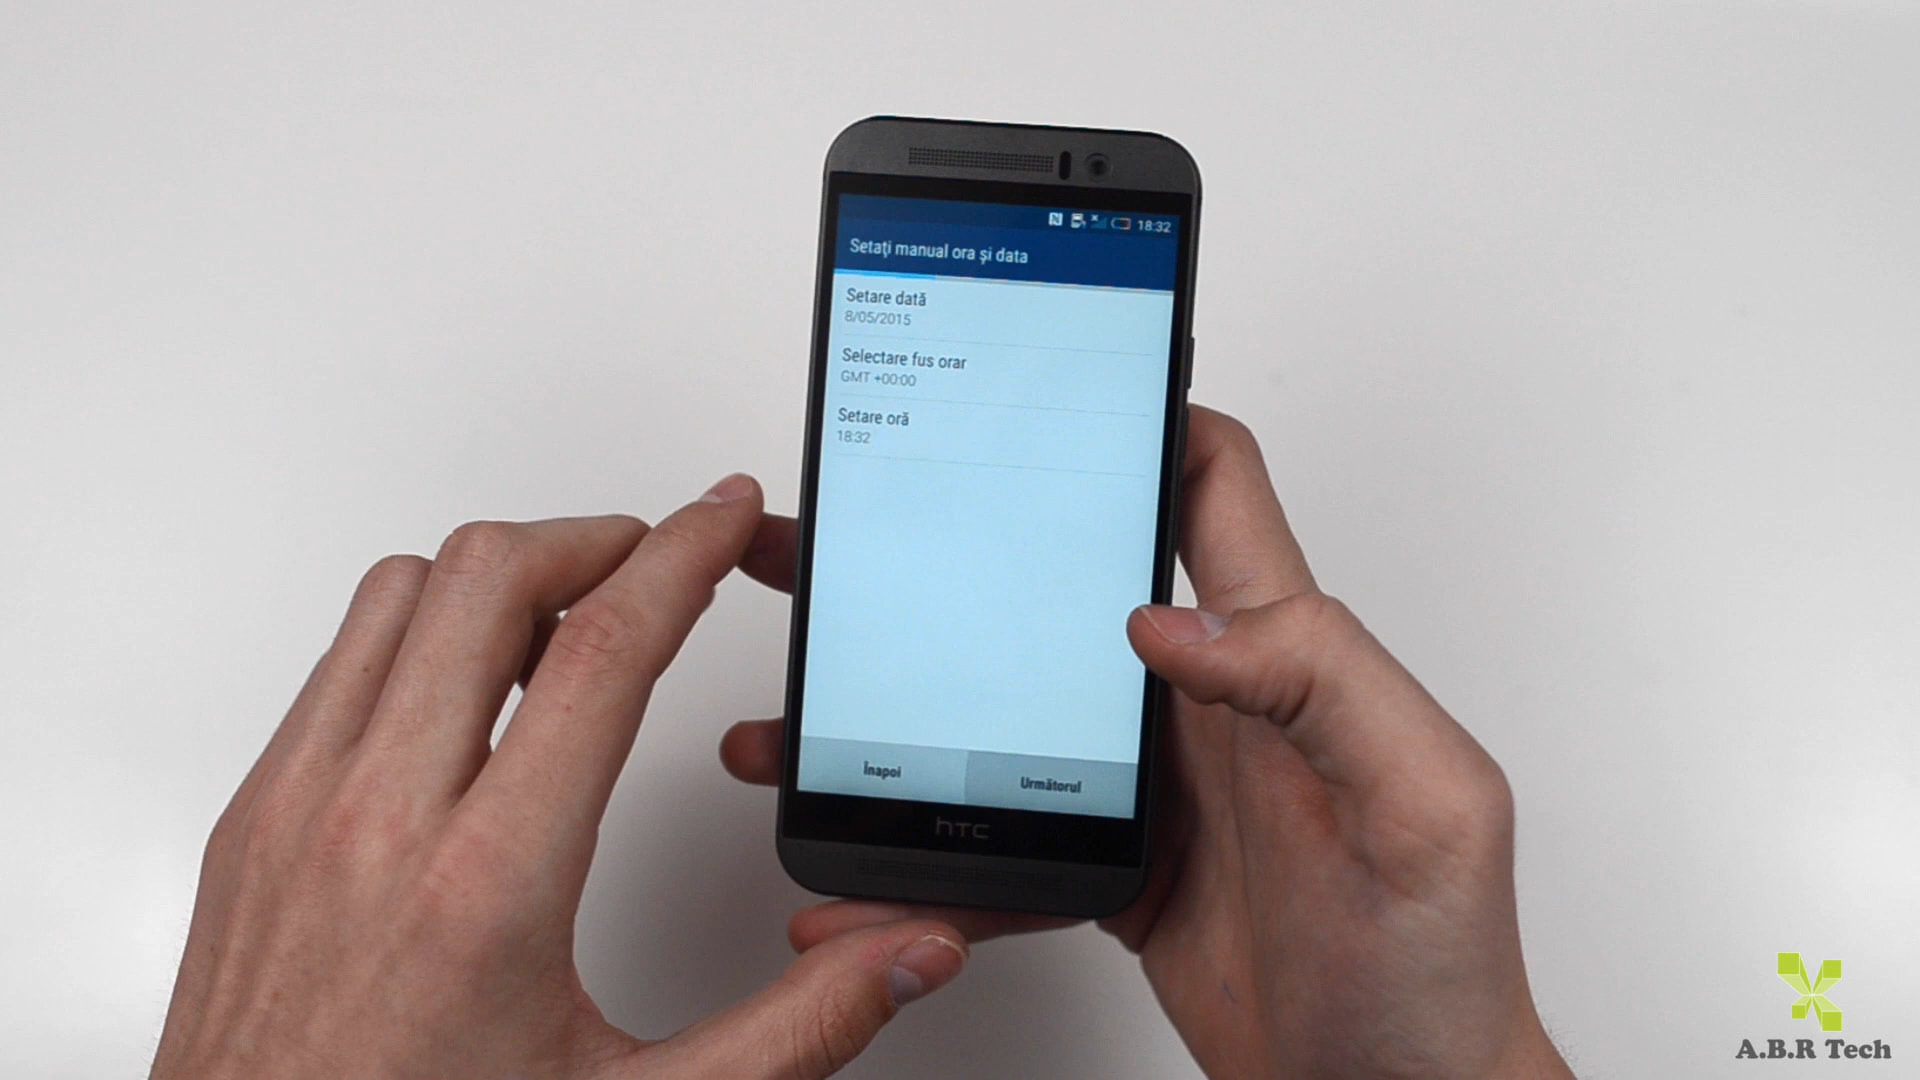 18:32
Setați manual ora și data
Setare dată
8/05/2015
Selectare fus orar
GMT +00:00
Setare oră
18:32
Înapoi
Următorul
hTC
A.B.R Tech